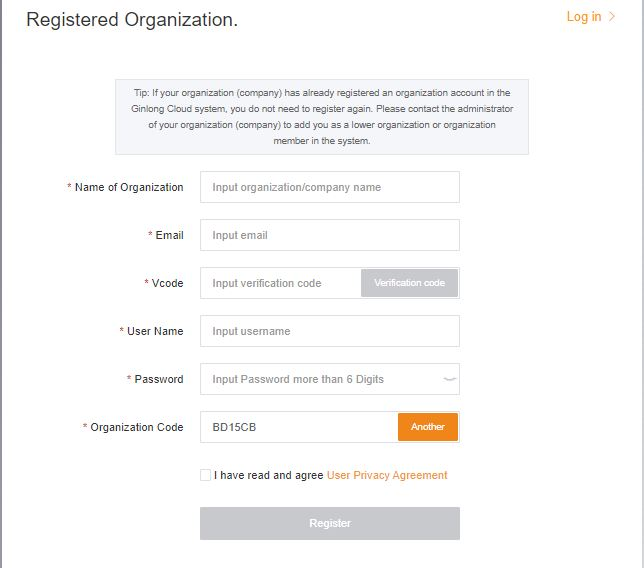 Registered Organization.
Log in
Tip: If your organization (company) has already registered an organization account in the
Ginlong Cloud system, you do not need to register again. Please contact the administrator
of your organization (company) to add you as a lower organization or organization
member in the system.
* Name of Organization Input organization/company name
* Email Input email
* Vcode Input verification code Verification code
* User Name Input username
* Password Input Password more than 6 Digits
* Organization Code BD15CB Another
I have read and agree User Privacy Agreement
Register